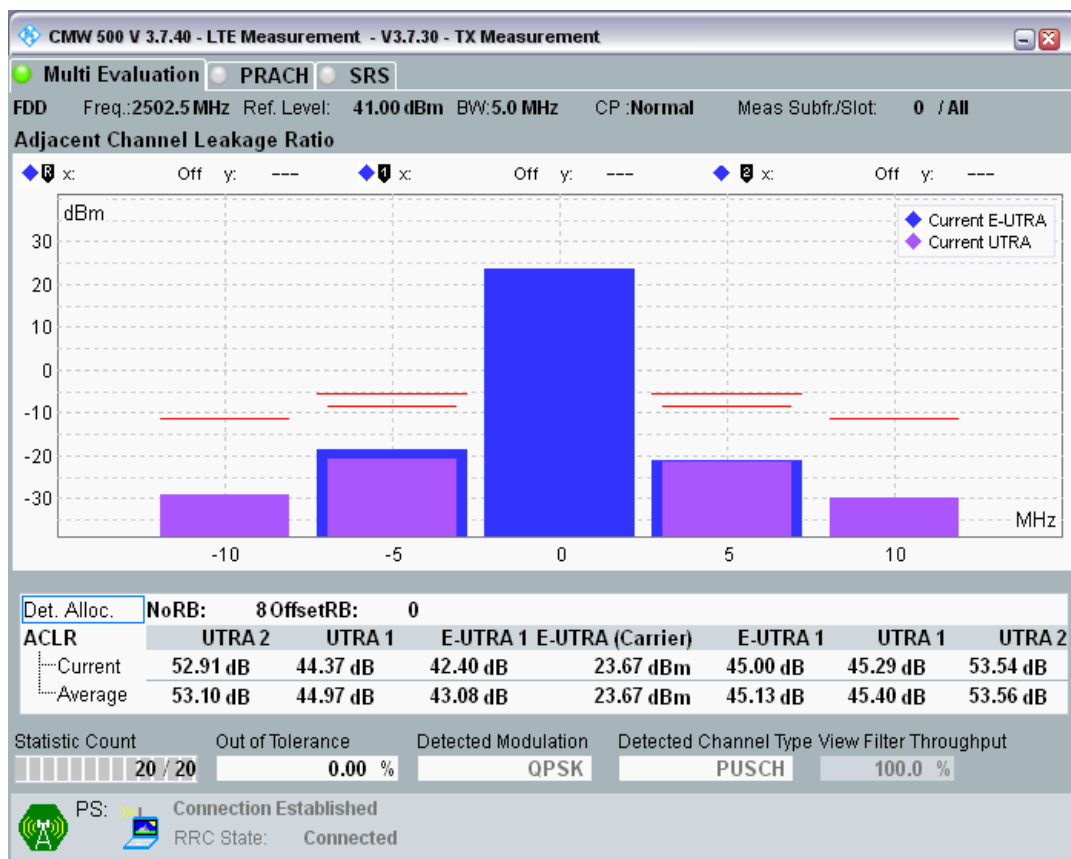 CMW 500 V 3.7.40 - LTE Measurement - V3.7.30 - TX Measurement
Multi Evaluation PRACH SRS
FDD Freq.:2502.5 MHz Ref. Level: 41.00 dBm BW:5.0 MHz CP :Normal Meas Subfr./Slot: 0 / All
Adjacent Channel Leakage Ratio
R x: Off y: --- 1 x: Off y: --- 2 x: Off y: ---
dBm
Current E-UTRA
Current UTRA
30
20
10
0
-10
-20
-30
MHz
-10 -5 0 5 10
Det. Alloc. NoRB: 8 OffsetRB: 0
ACLR UTRA 2 UTRA 1 E-UTRA 1 E-UTRA (Carrier) E-UTRA 1 UTRA 1 UTRA 2
Current 52.91 dB 44.37 dB 42.40 dB 23.67 dBm 45.00 dB 45.29 dB 53.54 dB
Average 53.10 dB 44.97 dB 43.08 dB 23.67 dBm 45.13 dB 45.40 dB 53.56 dB
Statistic Count Out of Tolerance Detected Modulation Detected Channel Type View Filter Throughput
20 / 20 0.00 % QPSK PUSCH 100.0 %
PS: Connection Established
RRC State: Connected